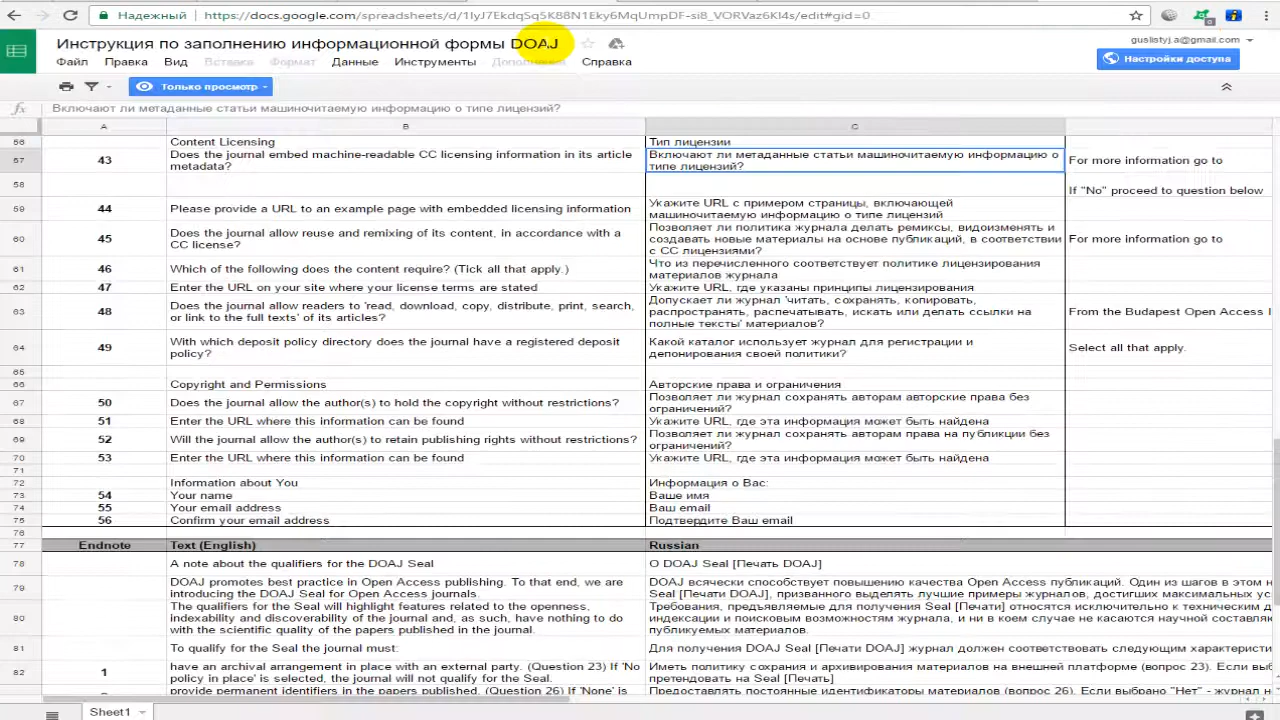 Надежный
https://docs.google.com/spreadsheets/d/1IyJ7EkdqSq5K88N1Eky6MqUmpDF-si8_VORVaz6KI4s/edit#gid=0
Инструкция по заполнению информационной формы DOAJ
guslistyj.a@gmail.com
Файл Правка Вид Вставка Формат Данные Инструменты Дополнения Справка
Настройки доступа
Только просмотр
fx Включают ли метаданные статьи машиночитаемую информацию о типе лицензий?
A B C
56 Content Licensing Тип лицензии
57 43 Does the journal embed machine-readable CC licensing information in its article Включают ли метаданные статьи машиночитаемую информацию о For more information go to
metadata? типе лицензий?
58 If "No" proceed to question below
59 44 Please provide a URL to an example page with embedded licensing information Укажите URL с примером страницы, включающей
машиночитаемую информацию о типе лицензий
60 45 Does the journal allow reuse and remixing of its content, in accordance with a Позволяет ли политика журнала делать ремиксы, видоизменять и For more information go to
CC license? создавать новые материалы на основе публикаций, в соответствии
с CC лицензиями?
61 46 Which of the following does the content require? (Tick all that apply.) Что из перечисленного соответствует политике лицензирования
материалов журнала
62 47 Enter the URL on your site where your license terms are stated Укажите URL, где указаны принципы лицензирования
63 48 Does the journal allow readers to 'read, download, copy, distribute, print, search, Допускает ли журнал 'читать, сохранять, копировать, From the Budapest Open Access I
or link to the full texts' of its articles? распространять, распечатывать, искать или делать ссылки на
полные тексты' материалов?
64 49 With which deposit policy directory does the journal have a registered deposit Какой каталог использует журнал для регистрации и Select all that apply.
policy? депонирования своей политики?
65
66 Copyright and Permissions Авторские права и ограничения
67 50 Does the journal allow the author(s) to hold the copyright without restrictions? Позволяет ли журнал сохранять авторам авторские права без
ограничений?
68 51 Enter the URL where this information can be found Укажите URL, где эта информация может быть найдена
69 52 Will the journal allow the author(s) to retain publishing rights without restrictions? Позволяет ли журнал сохранять авторам права на публикции без
ограничений?
70 53 Enter the URL where this information can be found Укажите URL, где эта информация может быть найдена
72 Information about You Информация о Вас:
73 54 Your name Ваше имя
74 55 Your email address Ваш email
75 56 Confirm your email address Подтвердите Ваш email
76
77 Endnote Text (English) Russian
78 A note about the qualifiers for the DOAJ Seal О DOAJ Seal [Печать DOAJ]
79 DOAJ promotes best practice in Open Access publishing. To that end, we are DOAJ всячески способствует повышению качества Open Access публикаций. Один из шагов в этом н
introducing the DOAJ Seal for Open Access journals. Seal [Печати DOAJ], призванного выделять лучшие примеры журналов, достигших максимальных ус
80 The qualifiers for the Seal will highlight features related to the openness, Требования, предъявляемые для получения Seal [Печати] относятся исключительно к техническим д
indexability and discoverability of the journal and, as such, have nothing to do индексации и поисковым возможностям журнала, и ни в коем случае не касаются научной составля
with the scientific quality of the papers published in the journal. публикуемых материалов.
81 To qualify for the Seal the journal must: Для получения DOAJ Seal [Печати DOAJ] журнал должен соответствовать следующим характеристи
82 1 have an archival arrangement in place with an external party. (Question 23) If 'No Иметь политику сохрания и архивирования материалов на внешней платформе (вопрос 23). Если выб
policy in place' is selected, the journal will not qualify for the Seal. претендовать на Seal [Печать]
provide permanent identifiers in the papers published. (Question 26) If 'None' is Предоставлять постоянные идентификаторы материалов (вопрос 26). Если выбрано "Нет" - журнал н
Sheet1